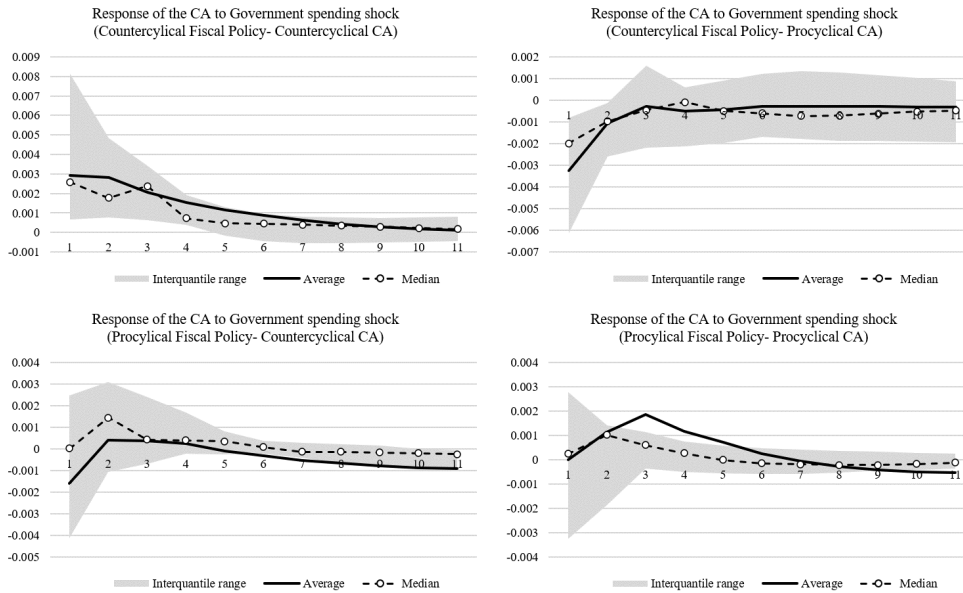 Response of the CA to Government spending shock
(Countercylical Fiscal Policy- Countercyclical CA)
0.009
0.008
0.007
0.006
0.005
0.004
0.003
0.002
0.001
0
-0.001
1 2 3 4 5 6 7 8 9 10 11
Interquantile range Average Median
Response of the CA to Government spending shock
(Countercylical Fiscal Policy- Procyclical CA)
0.002
0.001
0
-0.001
-0.002
-0.003
-0.004
-0.005
-0.006
-0.007
1 2 3 4 5 6 7 8 9 10 11
Interquantile range Average Median
Response of the CA to Government spending shock
(Procylical Fiscal Policy- Countercyclical CA)
0.004
0.003
0.002
0.001
0
-0.001
-0.002
-0.003
-0.004
-0.005
1 2 3 4 5 6 7 8 9 10 11
Interquantile range Average Median
Response of the CA to Government spending shock
(Procylical Fiscal Policy- Procyclical CA)
0.004
0.003
0.002
0.001
0
-0.001
-0.002
-0.003
-0.004
1 2 3 4 5 6 7 8 9 10 11
Interquantile range Average Median